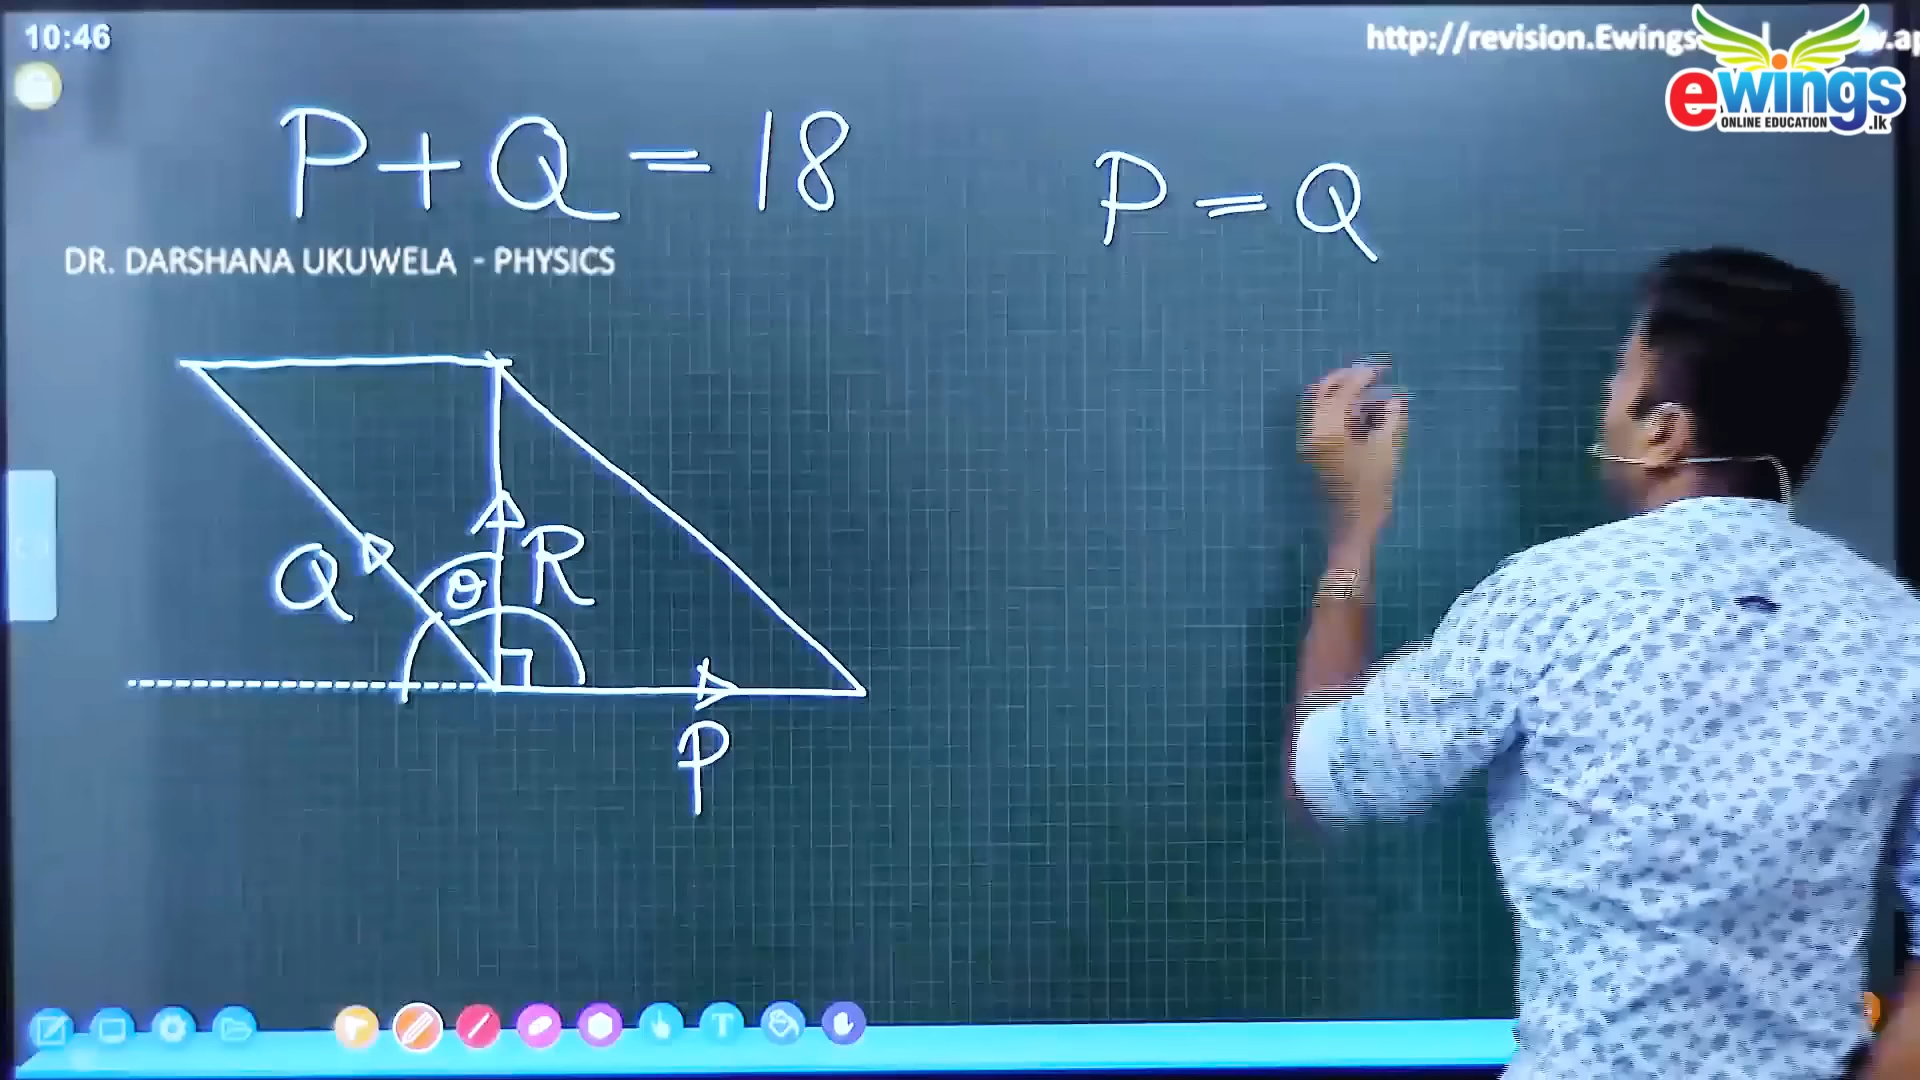 10:46
http://revision.Ewings
ewings
ONLINE EDUCATION
.lk
P + Q = 18
P = Q
DR. DARSHANA UKUWELA - PHYSICS
Q
θ
R
P
T